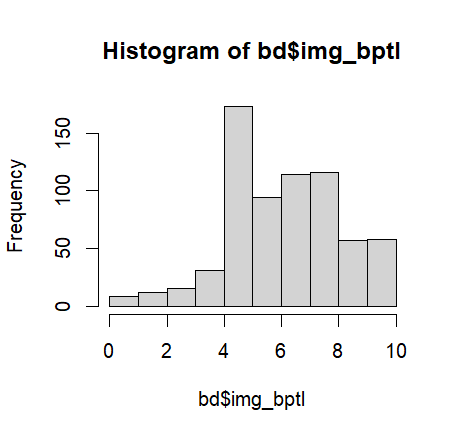 Histogram of bd$img_bptl
Frequency
150
100
50
0
0 2 4 6 8 10
bd$img_bptl